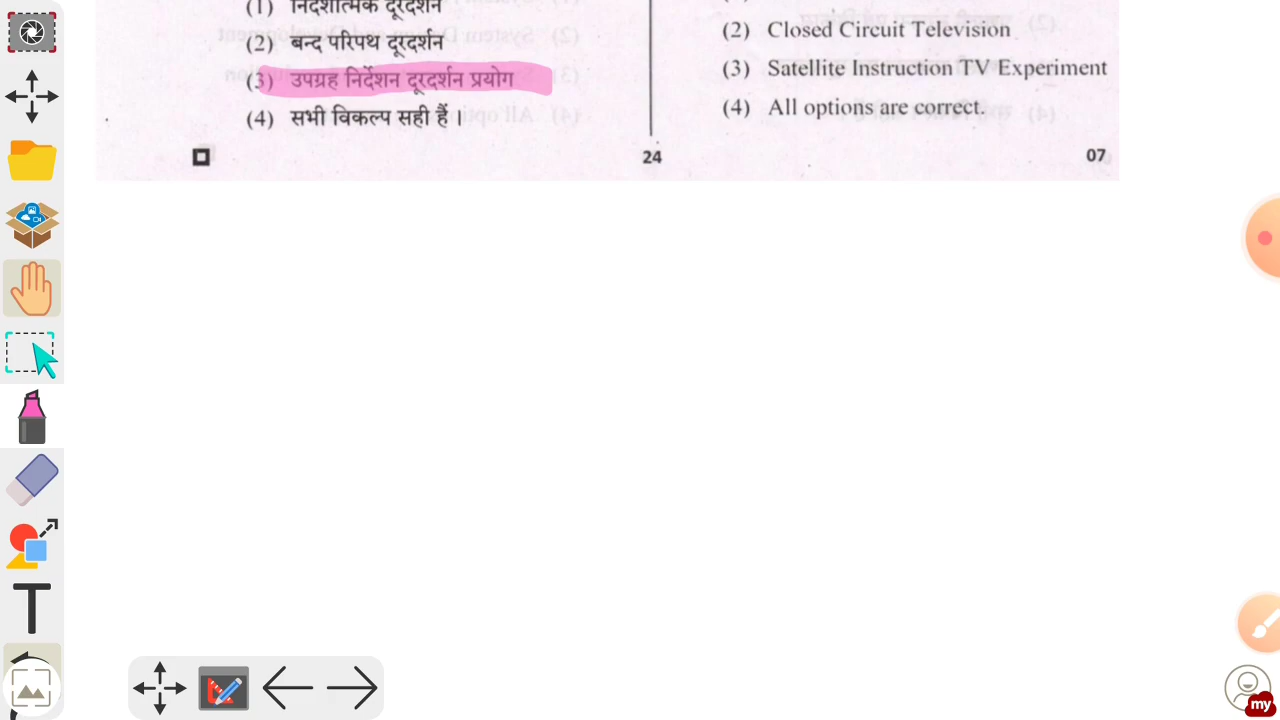 (1) निर्देशात्मक दूरदर्शन
(2) बन्द परिपथ दूरदर्शन
(3) उपग्रह निर्देशन दूरदर्शन प्रयोग
(4) सभी विकल्प सही हैं ।
(2) Closed Circuit Television
(3) Satellite Instruction TV Experiment
(4) All options are correct.
24
07
my